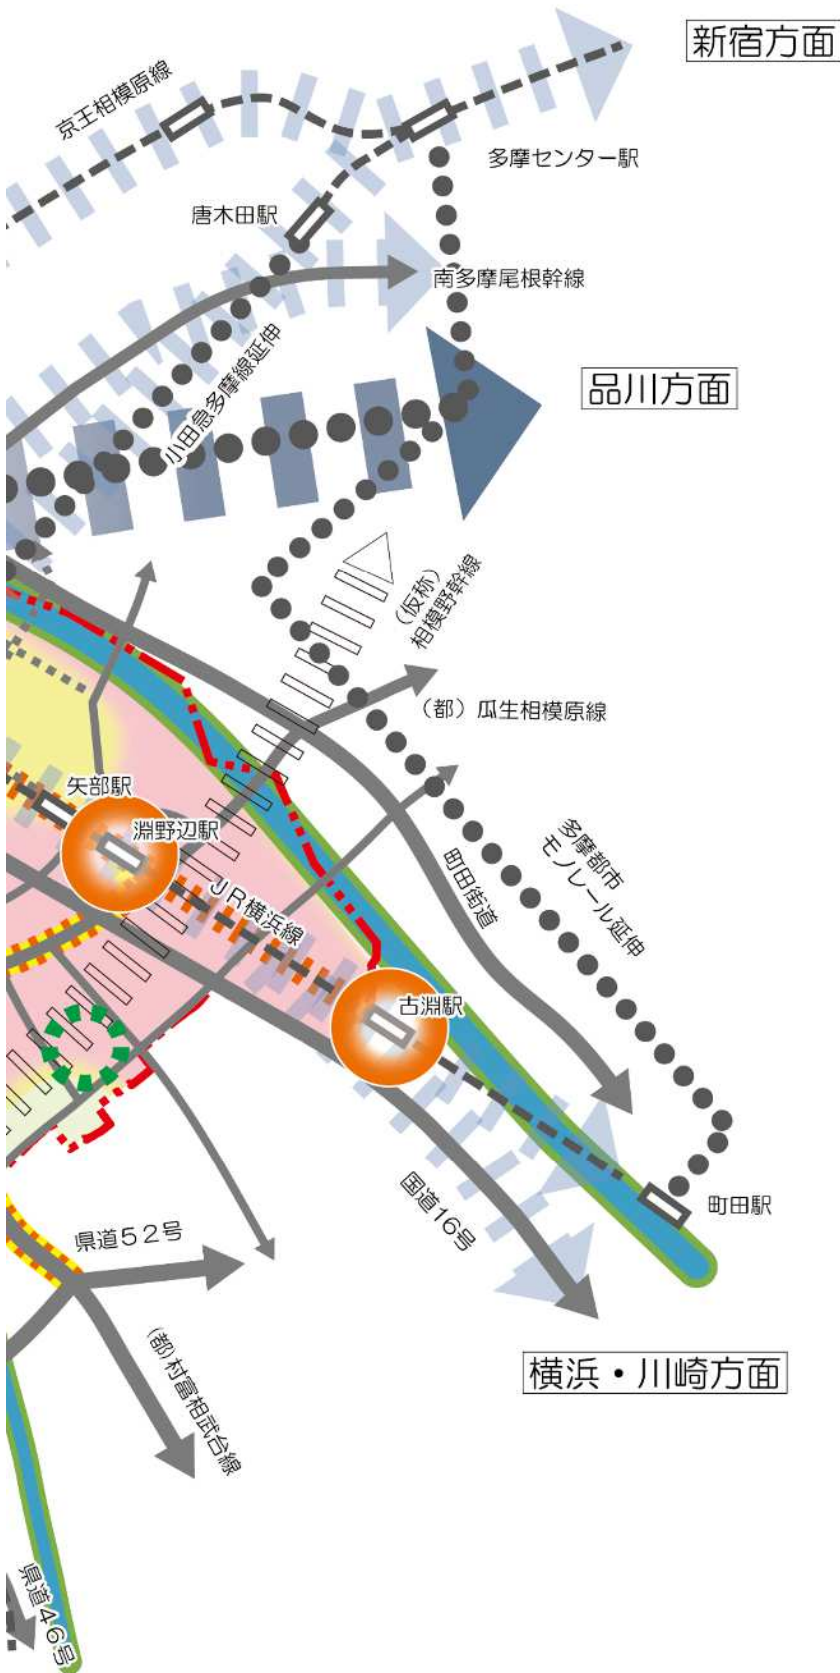 新宿方面
京王相模原線
多摩センター駅
唐木田駅
南多摩尾根幹線
小田急多摩線延伸
品川方面
（仮称）
相模野幹線
（都）瓜生相模原線
矢部駅
淵野辺駅
ＪＲ横浜線
町田街道
多摩都市
モノレール延伸
古淵駅
国道16号
町田駅
県道５２号
(都)村富相武台線
横浜・川崎方面
県道４６号